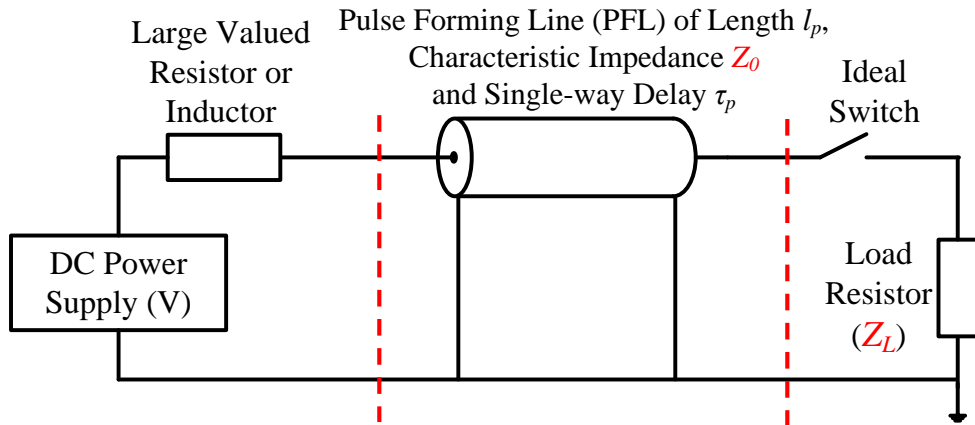 Large Valued
Resistor or
Inductor
Pulse Forming Line (PFL) of Length lₚ,
Characteristic Impedance Z₀
and Single-way Delay τₚ
Ideal
Switch
DC Power
Supply (V)
Load
Resistor
(Z_L)